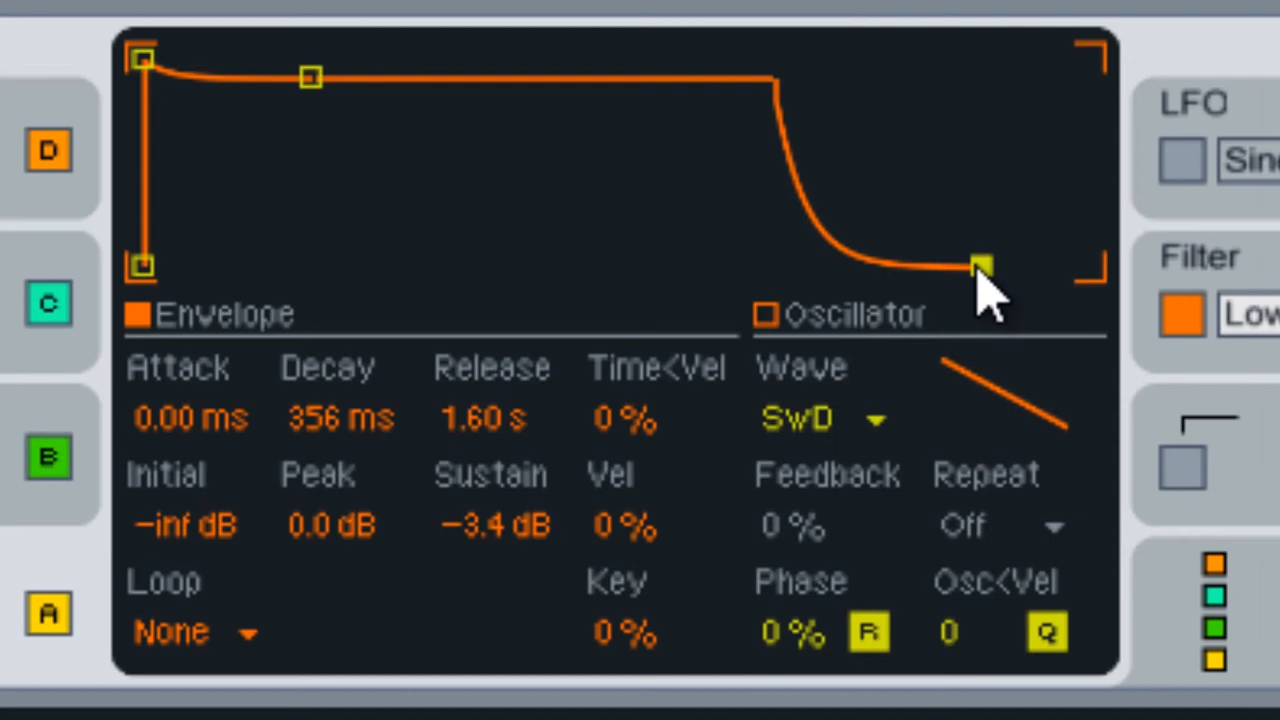 D
LFO
Sin
C
Filter
Low
Envelope Oscillator
Attack Decay Release Time<Vel Wave
0.00 ms 356 ms 1.60 s 0 % SwD
B
Initial Peak Sustain Vel Feedback Repeat
-inf dB 0.0 dB -3.4 dB 0 % 0 % Off
Loop Key Phase Osc<Vel
A
None 0 % 0 % R 0 Q